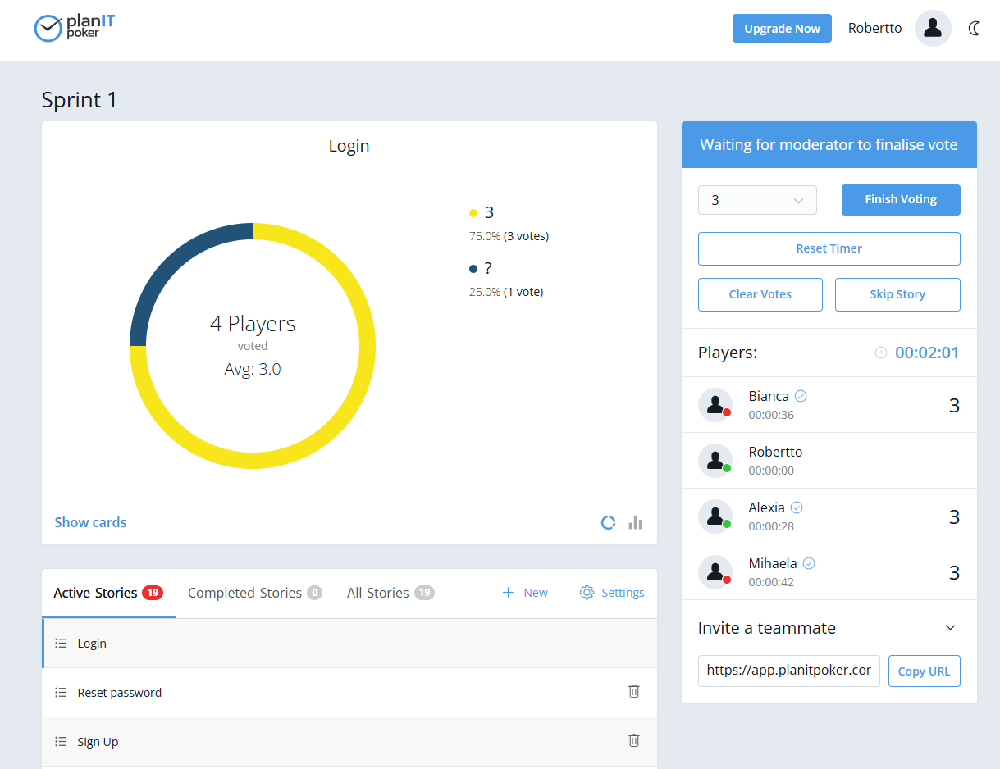 planIT
poker
Upgrade Now
Robertto
Sprint 1
Login
3
75.0% (3 votes)
?
25.0% (1 vote)
4 Players
voted
Avg: 3.0
Show cards
Waiting for moderator to finalise vote
3
Finish Voting
Reset Timer
Clear Votes
Skip Story
Players:
00:02:01
Bianca
00:00:36
3
Robertto
00:00:00
Alexia
00:00:28
3
Mihaela
00:00:42
3
Invite a teammate
https://app.planitpoker.cor
Copy URL
Active Stories 19
Completed Stories 0
All Stories 19
New
Settings
Login
Reset password
Sign Up